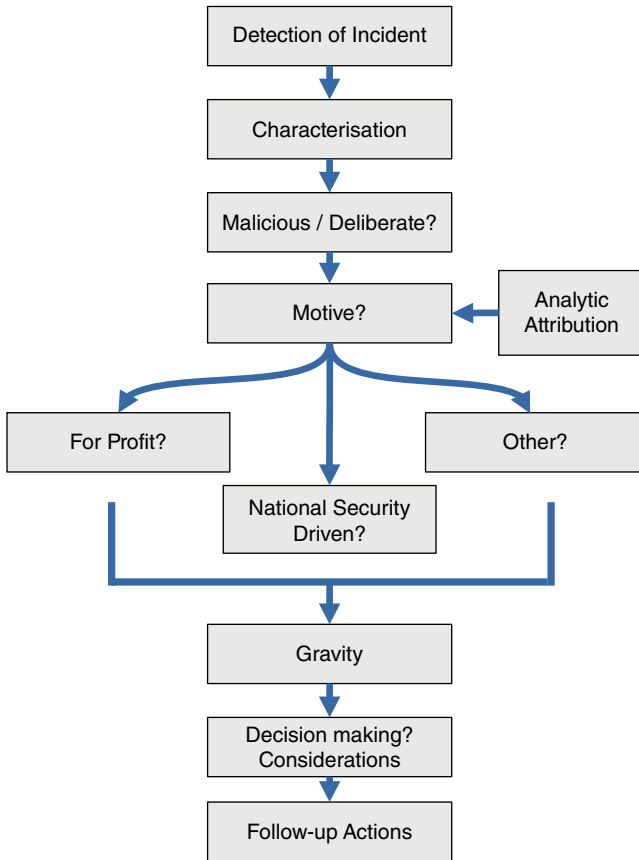 Detection of Incident
Characterisation
Malicious / Deliberate?
Motive?
Analytic
Attribution
For Profit?
Other?
National Security
Driven?
Gravity
Decision making?
Considerations
Follow-up Actions